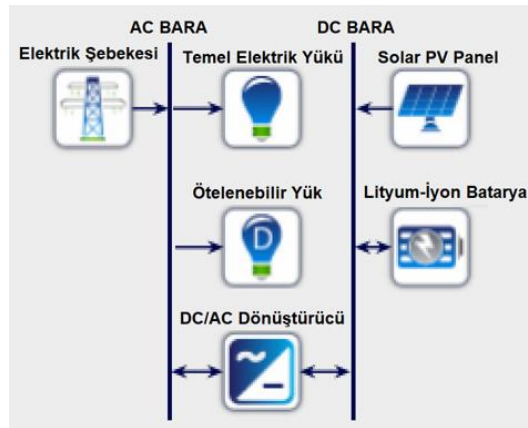 AC BARA
DC BARA
Elektrik Şebekesi
Temel Elektrik Yükü
Solar PV Panel
Ötelenebilir Yük
Lityum-İyon Batarya
D
DC/AC Dönüştürücü